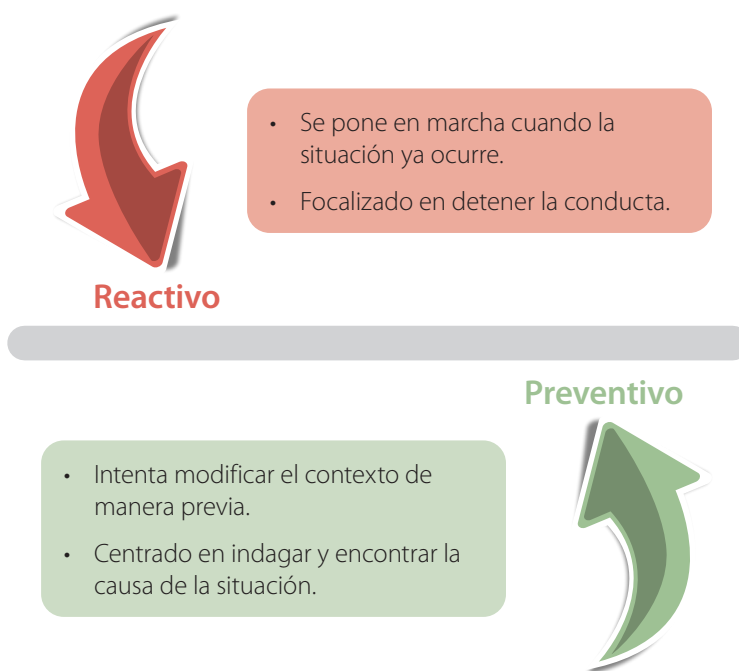 • Se pone en marcha cuando la
situación ya ocurre.
• Focalizado en detener la conducta.
Reactivo
Preventivo
• Intenta modificar el contexto de
manera previa.
• Centrado en indagar y encontrar la
causa de la situación.